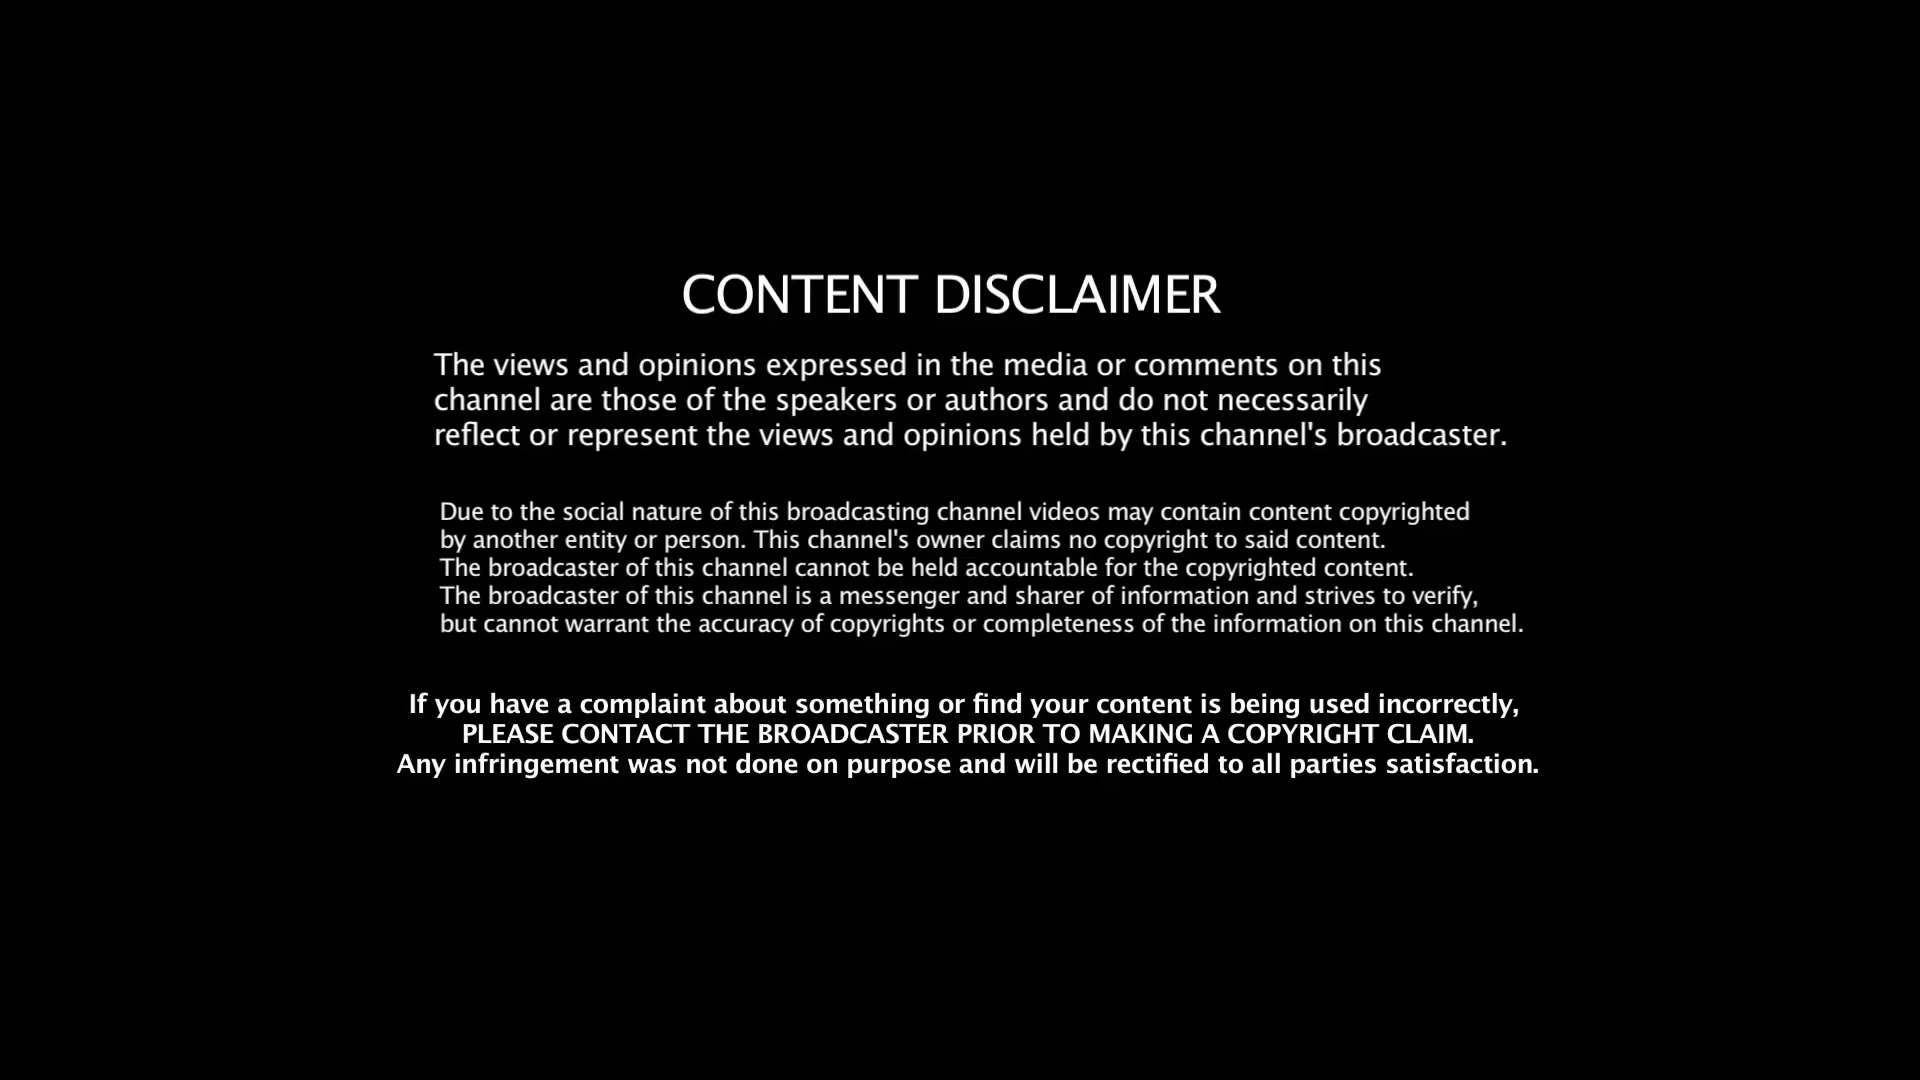 CONTENT DISCLAIMER
The views and opinions expressed in the media or comments on this
channel are those of the speakers or authors and do not necessarily
reflect or represent the views and opinions held by this channel's broadcaster.
Due to the social nature of this broadcasting channel videos may contain content copyrighted
by another entity or person. This channel's owner claims no copyright to said content.
The broadcaster of this channel cannot be held accountable for the copyrighted content.
The broadcaster of this channel is a messenger and sharer of information and strives to verify,
but cannot warrant the accuracy of copyrights or completeness of the information on this channel.
If you have a complaint about something or find your content is being used incorrectly,
PLEASE CONTACT THE BROADCASTER PRIOR TO MAKING A COPYRIGHT CLAIM.
Any infringement was not done on purpose and will be rectified to all parties satisfaction.